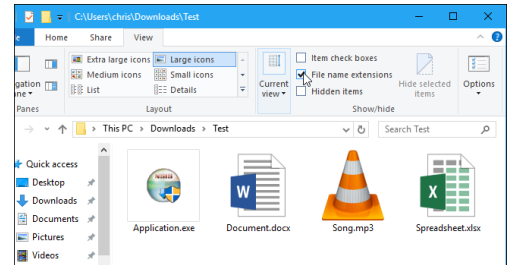 C:\Users\chris\Downloads\Test
Home Share View
Extra large icons Large icons
Medium icons Small icons
List Details
Current view
Item check boxes
File name extensions
Hidden items
Hide selected items
Options
Panes Layout Show/hide
This PC > Downloads > Test
Search Test
Quick access
Desktop
Downloads
Documents
Pictures
Videos
W
X
Application.exe Document.docx Song.mp3 Spreadsheet.xlsx